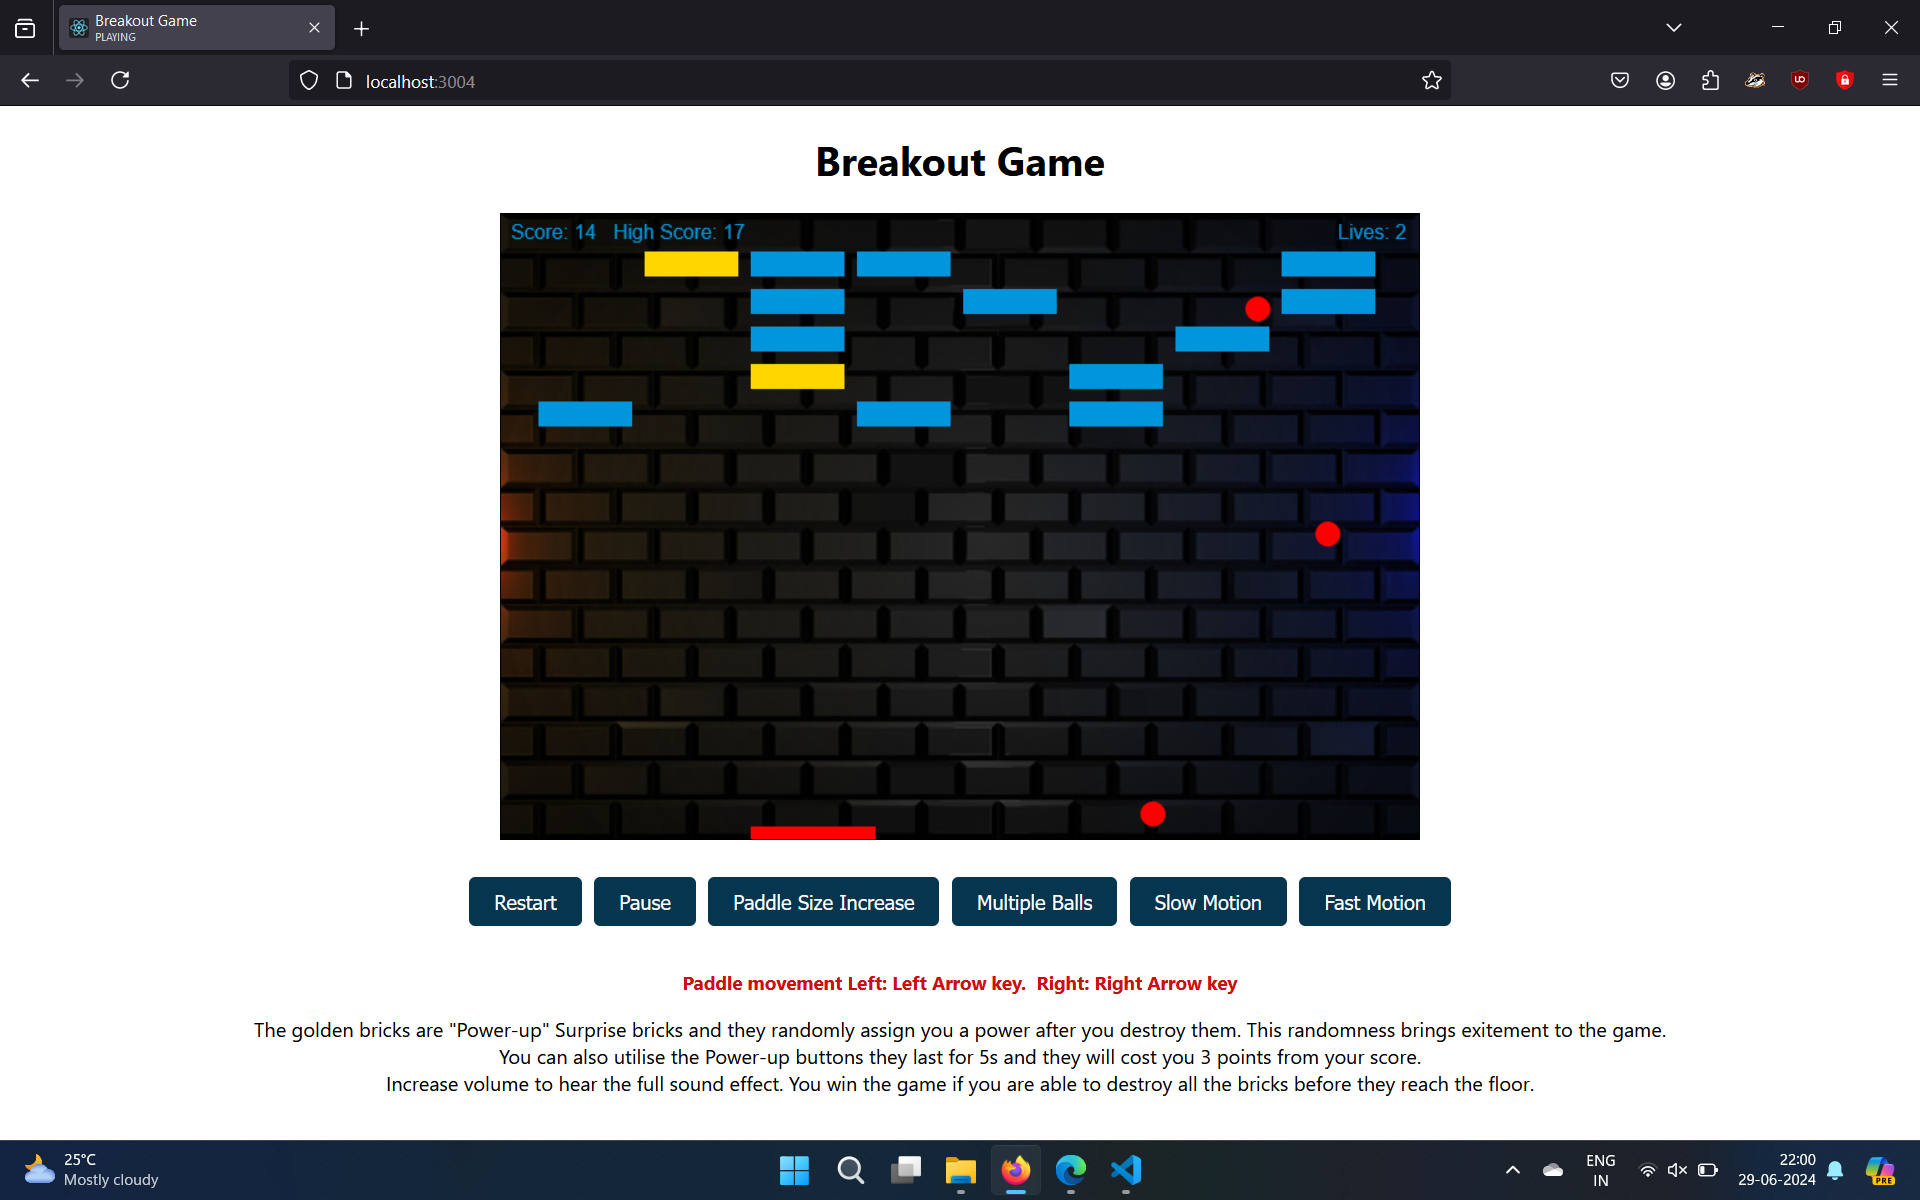 Breakout Game
PLAYING
localhost:3004
Breakout Game
Score: 14 High Score: 17 Lives: 2
Restart Pause Paddle Size Increase Multiple Balls Slow Motion Fast Motion
Paddle movement Left: Left Arrow key. Right: Right Arrow key
The golden bricks are "Power-up" Surprise bricks and they randomly assign you a power after you destroy them. This randomness brings exitement to the game.
You can also utilise the Power-up buttons they last for 5s and they will cost you 3 points from your score.
Increase volume to hear the full sound effect. You win the game if you are able to destroy all the bricks before they reach the floor.
25°C
Mostly cloudy
ENG
IN
22:00
29-06-2024
PRE